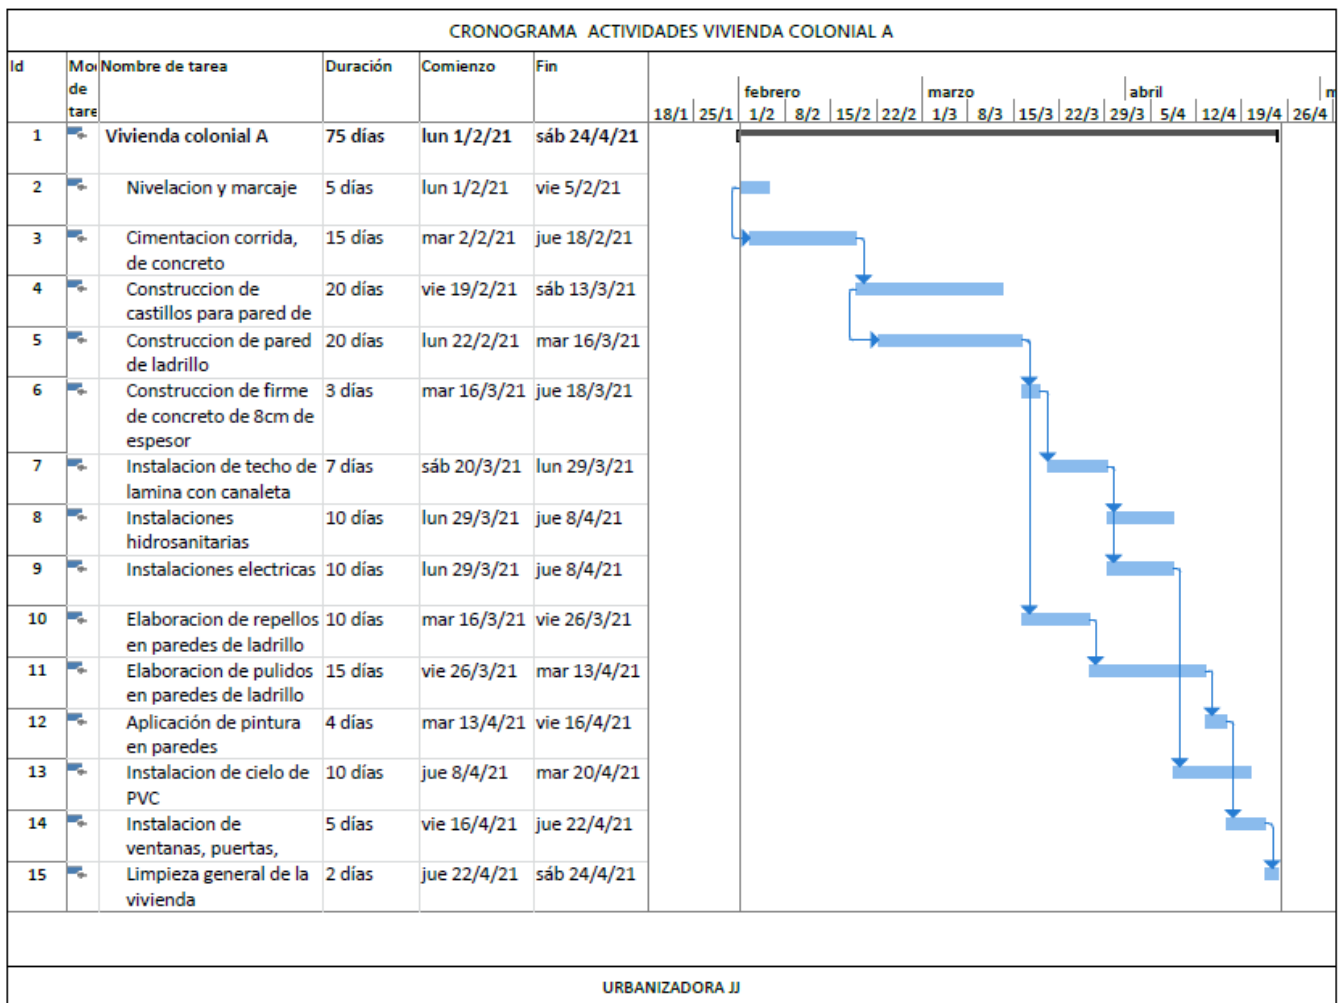 CRONOGRAMA ACTIVIDADES VIVIENDA COLONIAL A
Id
Mo
de
tare
Nombre de tarea
Duración
Comienzo
Fin
febrero
marzo
abril
m
18/1 25/1 1/2 8/2 15/2 22/2 1/3 8/3 15/3 22/3 29/3 5/4 12/4 19/4 26/4
1 Vivienda colonial A 75 días lun 1/2/21 sáb 24/4/21
2 Nivelacion y marcaje 5 días lun 1/2/21 vie 5/2/21
3 Cimentacion corrida, 15 días mar 2/2/21 jue 18/2/21
de concreto
4 Construccion de 20 días vie 19/2/21 sáb 13/3/21
castillos para pared de
5 Construccion de pared 20 días lun 22/2/21 mar 16/3/21
de ladrillo
6 Construccion de firme 3 días mar 16/3/21 jue 18/3/21
de concreto de 8cm de
espesor
7 Instalacion de techo de 7 días sáb 20/3/21 lun 29/3/21
lamina con canaleta
8 Instalaciones 10 días lun 29/3/21 jue 8/4/21
hidrosanitarias
9 Instalaciones electricas 10 días lun 29/3/21 jue 8/4/21
10 Elaboracion de repellos 10 días mar 16/3/21 vie 26/3/21
en paredes de ladrillo
11 Elaboracion de pulidos 15 días vie 26/3/21 mar 13/4/21
en paredes de ladrillo
12 Aplicación de pintura 4 días mar 13/4/21 vie 16/4/21
en paredes
13 Instalacion de cielo de 10 días jue 8/4/21 mar 20/4/21
PVC
14 Instalacion de 5 días vie 16/4/21 jue 22/4/21
ventanas, puertas,
15 Limpieza general de la 2 días jue 22/4/21 sáb 24/4/21
vivienda
URBANIZADORA JJ